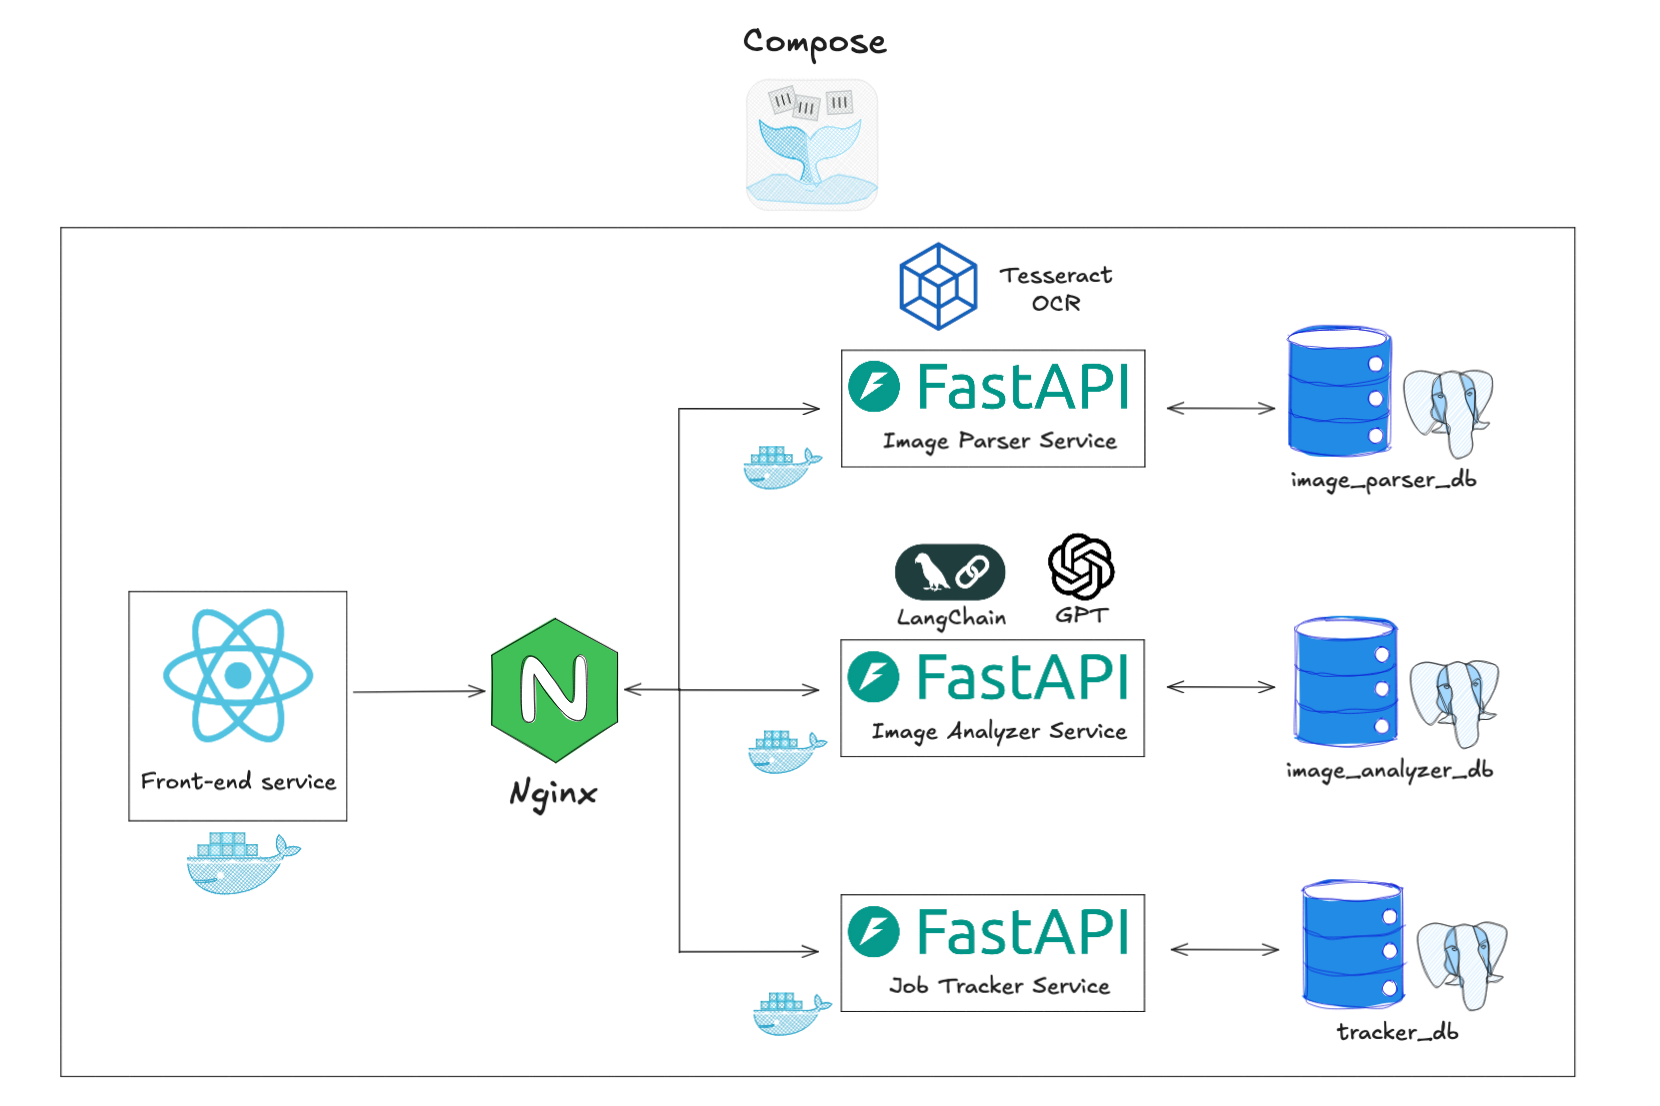 Compose
Tesseract
OCR
FastAPI
Image Parser Service
image_parser_db
LangChain
GPT
FastAPI
Image Analyzer Service
image_analyzer_db
Front-end service
N
Nginx
FastAPI
Job Tracker Service
tracker_db